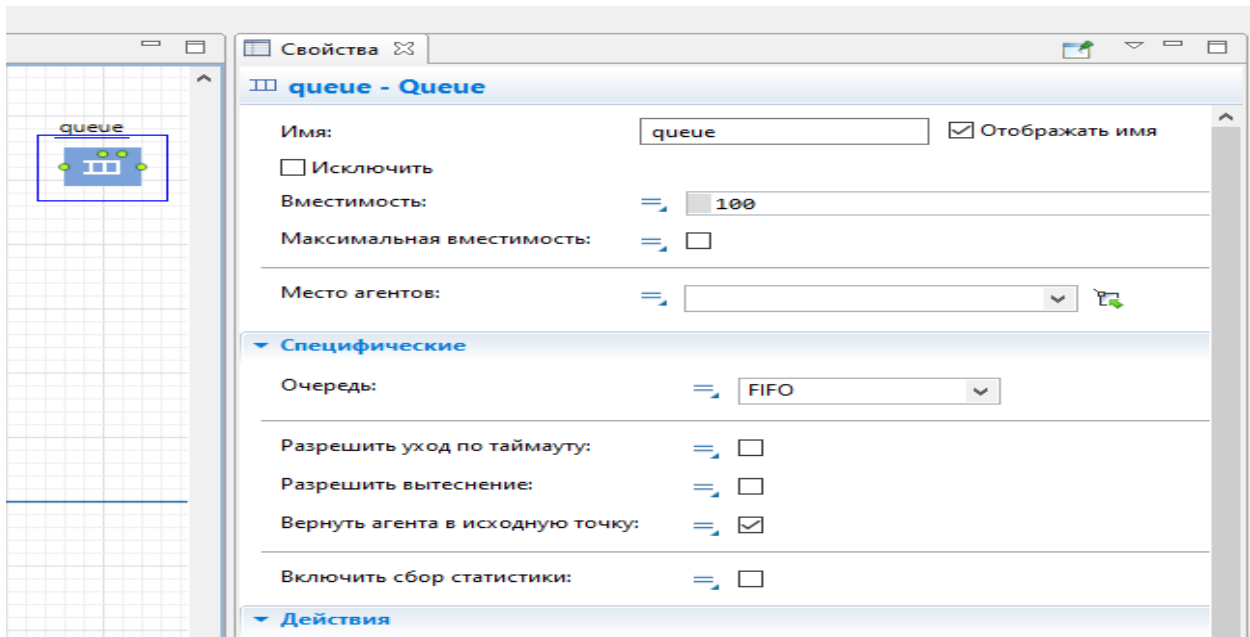 Свойства
queue - Queue
queue
Имя:
queue
Отображать имя
Исключить
Вместимость:
100
Максимальная вместимость:
Место агентов:
Специфические
Очередь:
FIFO
Разрешить уход по таймауту:
Разрешить вытеснение:
Вернуть агента в исходную точку:
Включить сбор статистики:
Действия